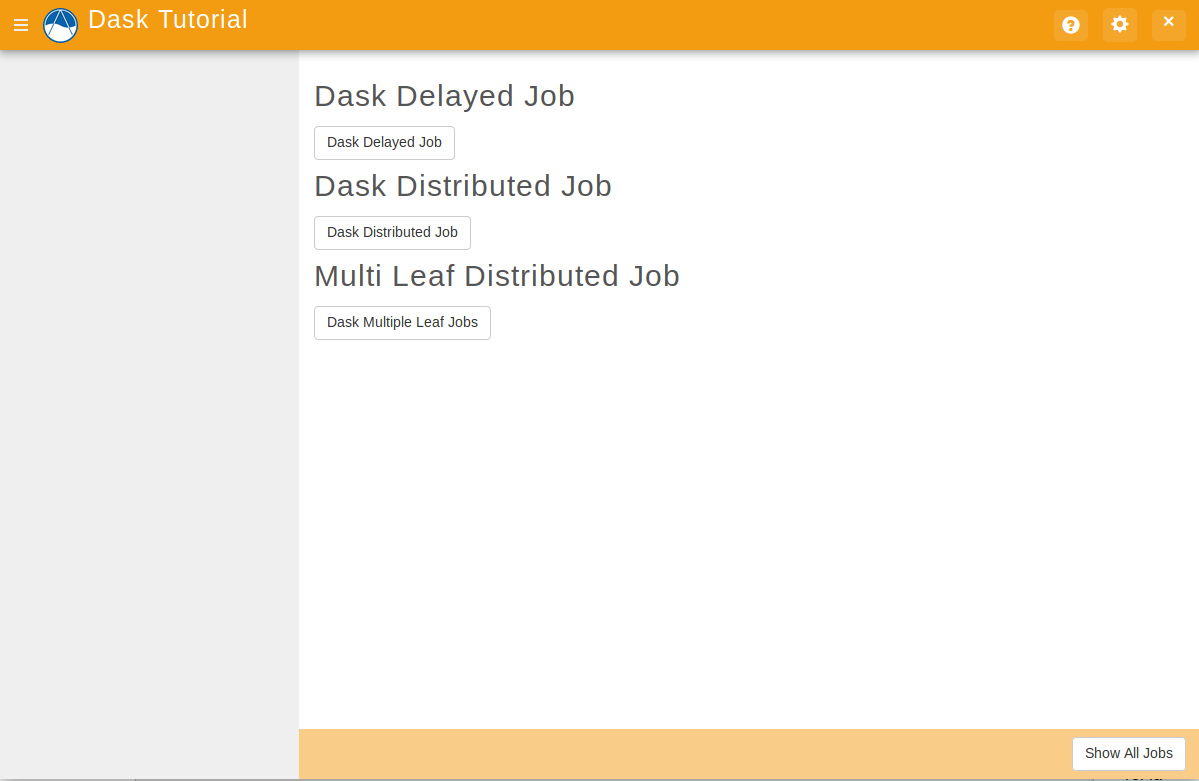 Dask Tutorial
Dask Delayed Job
Dask Delayed Job
Dask Distributed Job
Dask Distributed Job
Multi Leaf Distributed Job
Dask Multiple Leaf Jobs
Show All Jobs